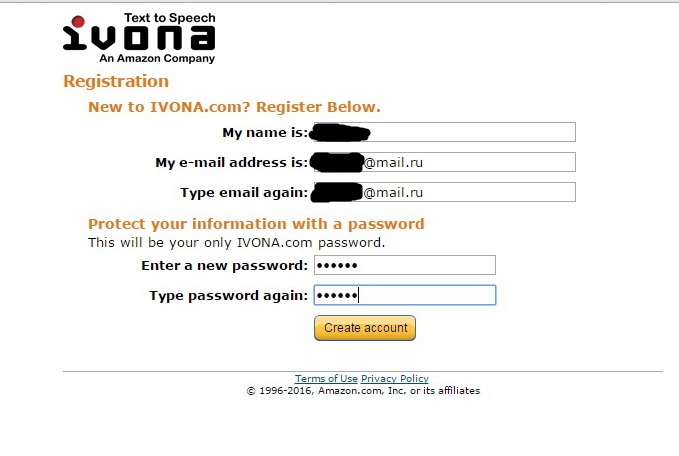 Text to Speech
ivona
An Amazon Company
Registration
New to IVONA.com? Register Below.
My name is:
My e-mail address is: @mail.ru
Type email again: @mail.ru
Protect your information with a password
This will be your only IVONA.com password.
Enter a new password: ••••••
Type password again: ••••••
Create account
Terms of Use Privacy Policy
© 1996-2016, Amazon.com, Inc. or its affiliates